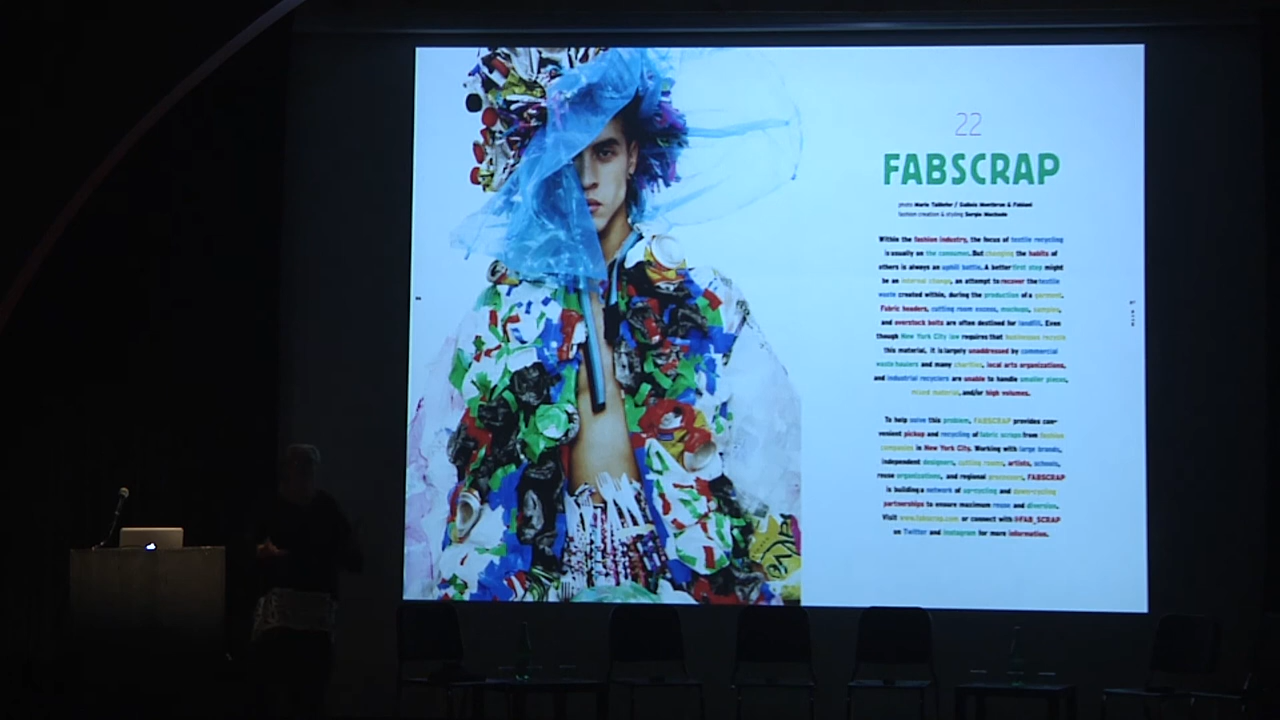 22
FABSCRAP
photo Marie Taillefer /
fashion creation & styling Sergio Machado
Within the fashion industry, the focus of textile recycling
is usually on the consumer. But changing the habits of
others is always an uphill battle. A better first step might
be an internal change, an attempt to recover the textile
waste created within, during the production of a garment.
Fabric headers, cutting room excess, mockups, samples,
and overstock bolts are often destined for landfill. Even
though New York City law requires that businesses recycle
this material, it is largely unaddressed by commercial
waste haulers and many charities, local arts organizations,
and industrial recyclers are unable to handle smaller pieces,
mixed material, and/or high volumes.
To help solve this problem, FABSCRAP provides con-
venient pickup and recycling of fabric scraps from fashion
companies in New York City. Working with large brands,
independent designers, cutting rooms, artists, schools,
reuse organizations, and regional processors, FABSCRAP
is building a network of up-cycling and down-cycling
partnerships to ensure maximum reuse and diversion.
Visit www.fabscrap.com or connect with @FAB_SCRAP
on Twitter and Instagram for more information.